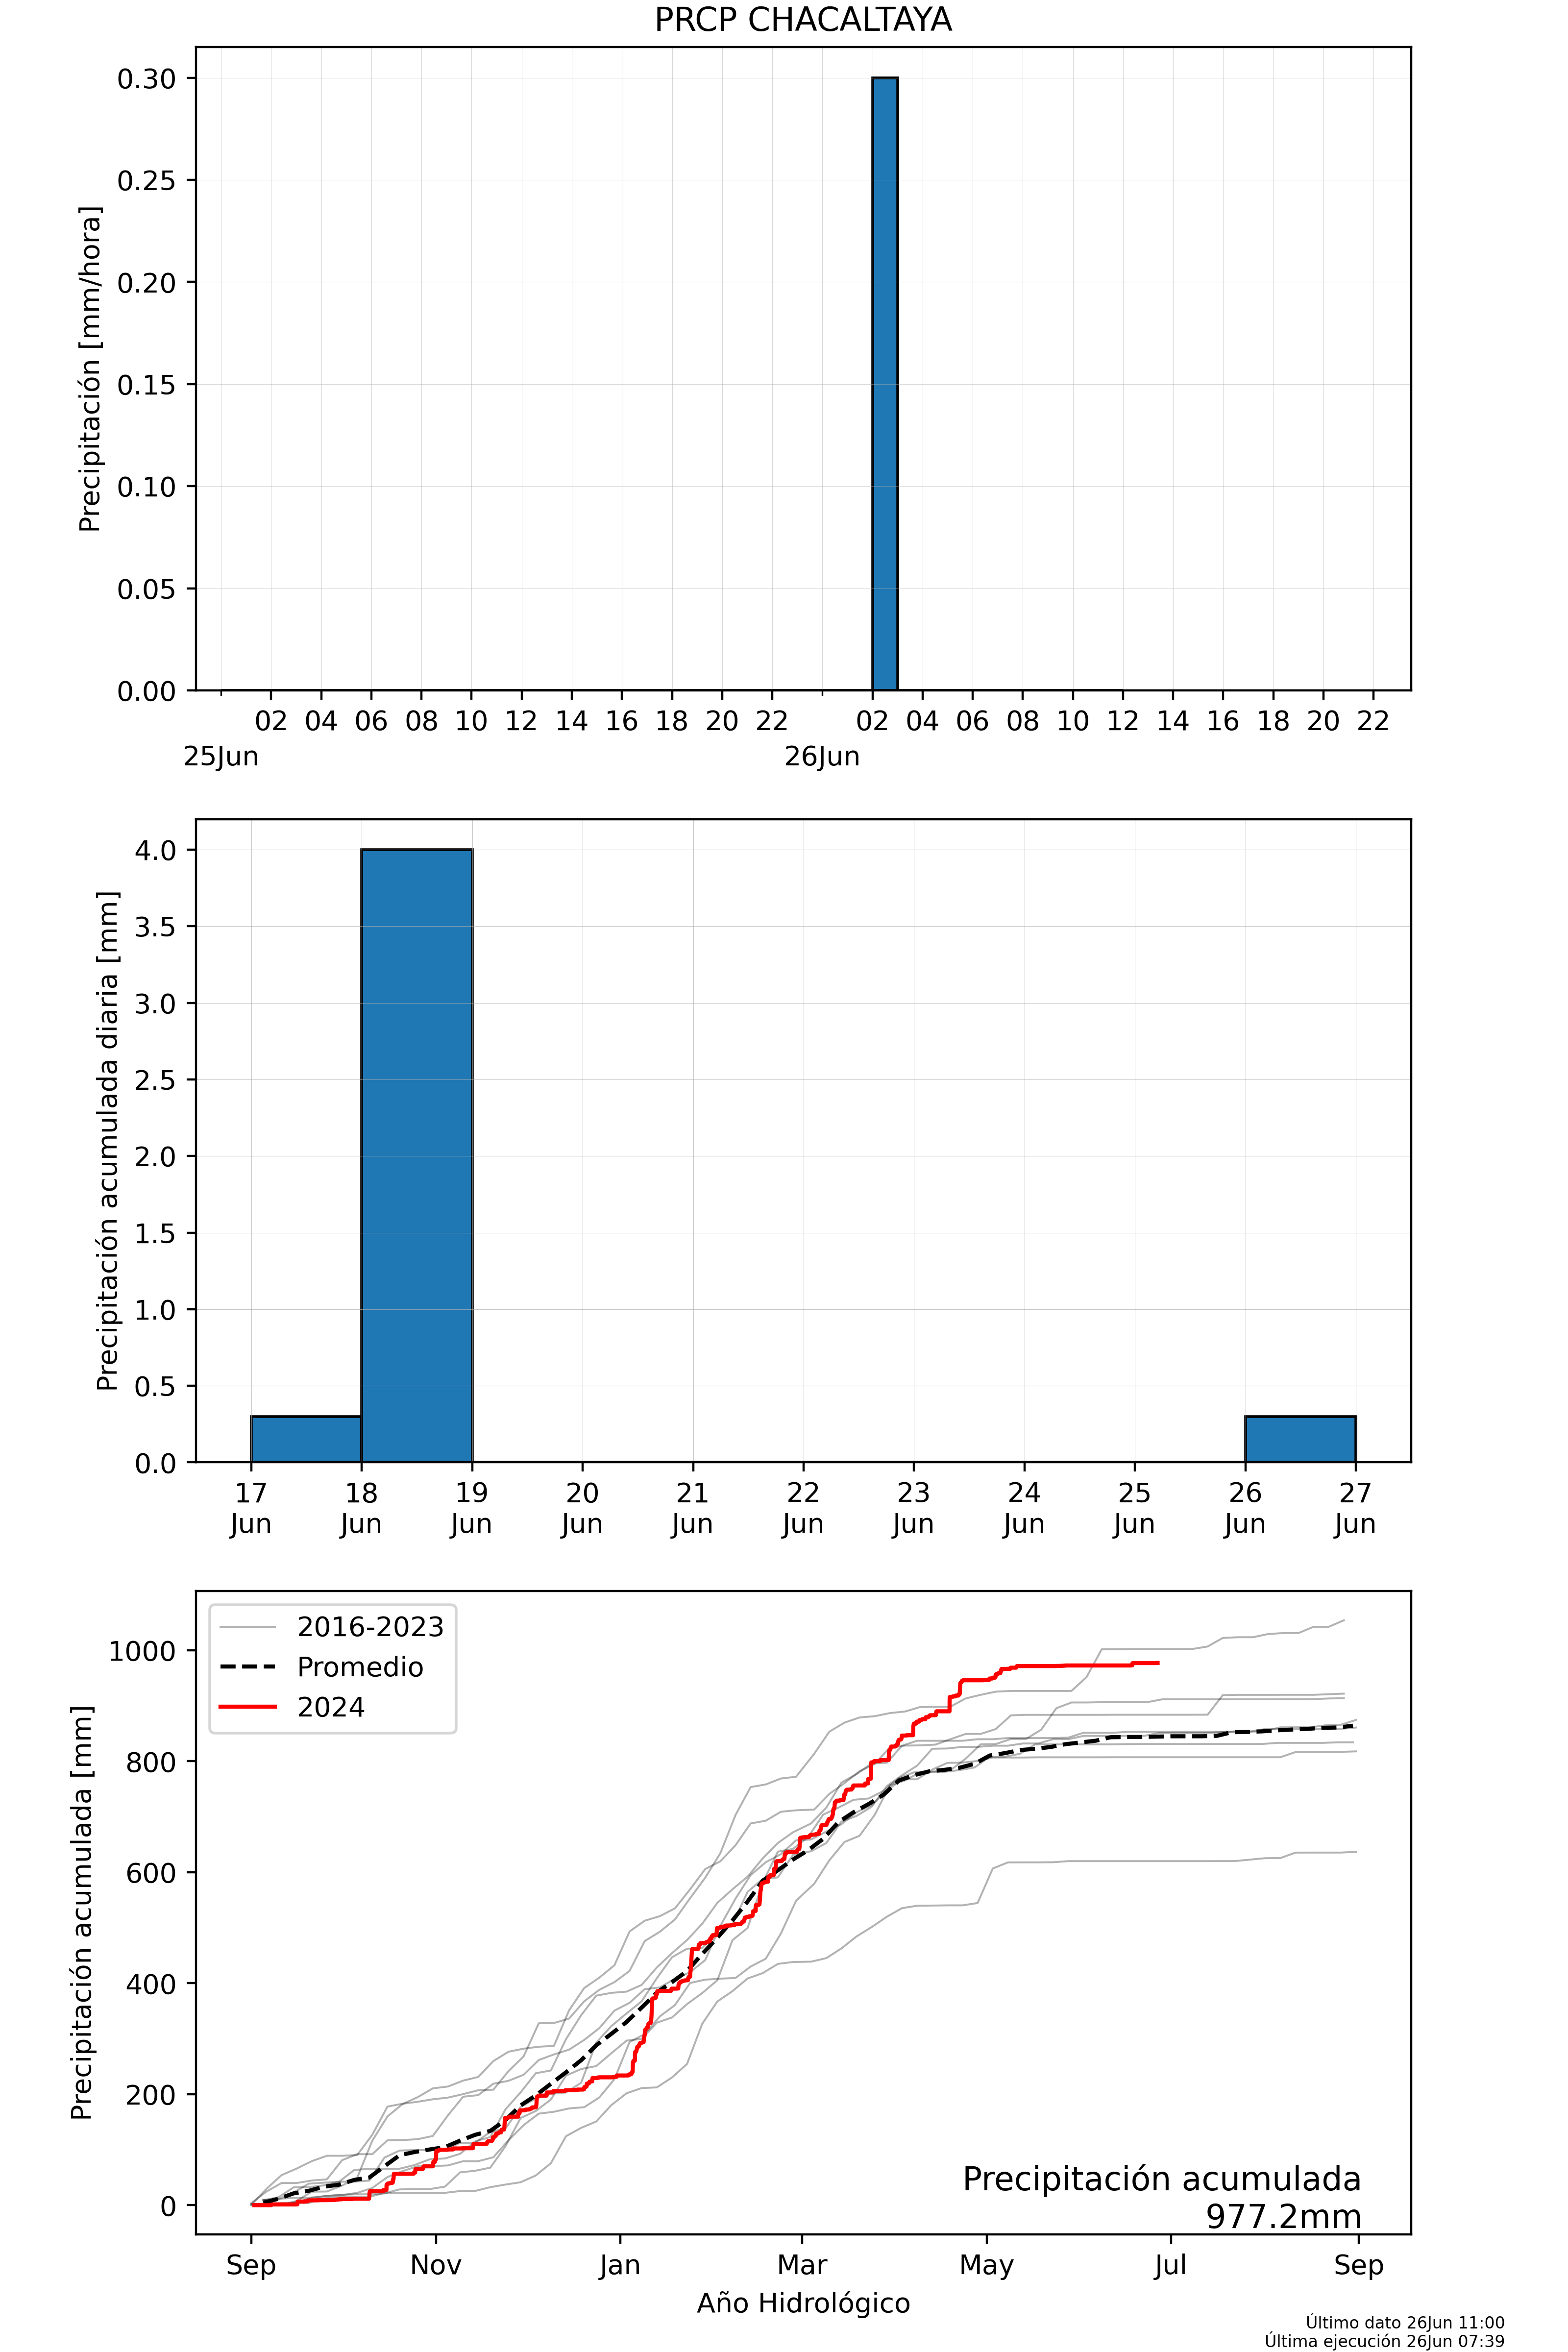 PRCP CHACALTAYA
Precipitación [mm/hora]
0.30
0.25
0.20
0.15
0.10
0.05
0.00
02 04 06 08 10 12 14 16 18 20 22 02 04 06 08 10 12 14 16 18 20 22
25Jun 26Jun
Precipitación acumulada diaria [mm]
4.0
3.5
3.0
2.5
2.0
1.5
1.0
0.5
0.0
17 18 19 20 21 22 23 24 25 26 27
Jun Jun Jun Jun Jun Jun Jun Jun Jun Jun Jun
Precipitación acumulada [mm]
1000
800
600
400
200
0
2016-2023
Promedio
2024
Precipitación acumulada
977.2mm
Sep Nov Jan Mar May Jul Sep
Año Hidrológico
Último dato 26Jun 11:00
Última ejecución 26Jun 07:39